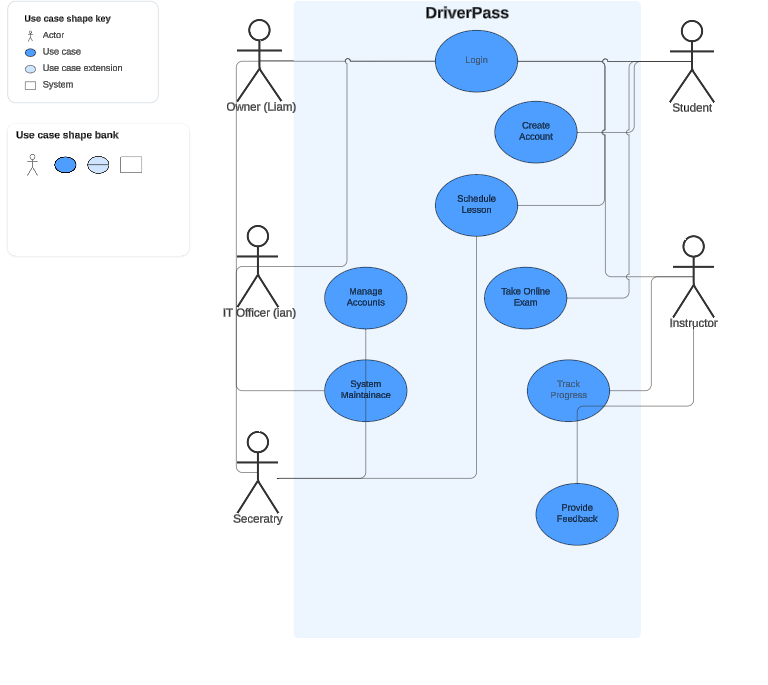 Use case shape key
Actor
Use case
Use case extension
System
Use case shape bank
DriverPass
Login
Owner (Liam)
Student
Create
Account
Schedule
Lesson
Manage
Accounts
Take Online
Exam
IT Officer (ian)
Instructor
System
Maintainace
Track
Progress
Seceratry
Provide
Feedback